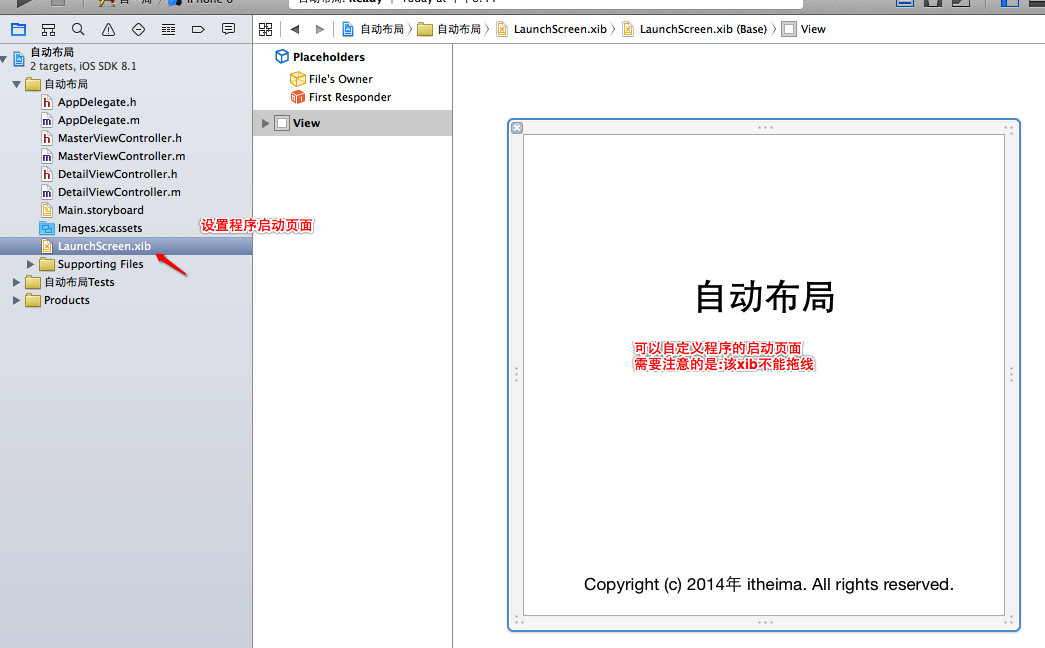 自动布局
2 targets, iOS SDK 8.1
自动布局
AppDelegate.h
AppDelegate.m
MasterViewController.h
MasterViewController.m
DetailViewController.h
DetailViewController.m
Main.storyboard
Images.xcassets
LaunchScreen.xib
Supporting Files
自动布局Tests
Products
设置程序启动页面
自动布局 自动布局 LaunchScreen.xib LaunchScreen.xib (Base) View
Placeholders
File's Owner
First Responder
View
自动布局
可以自定义程序的启动页面
需要注意的是:该xib不能拖线
Copyright (c) 2014年 itheima. All rights reserved.